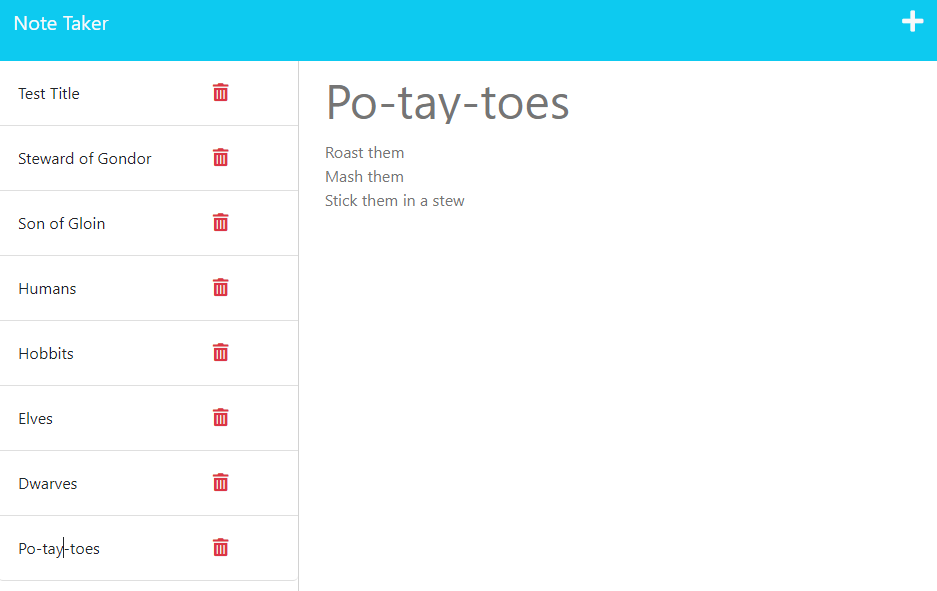 Note Taker
Test Title
Steward of Gondor
Son of Gloin
Humans
Hobbits
Elves
Dwarves
Po-tay-toes
Po-tay-toes
Roast them
Mash them
Stick them in a stew